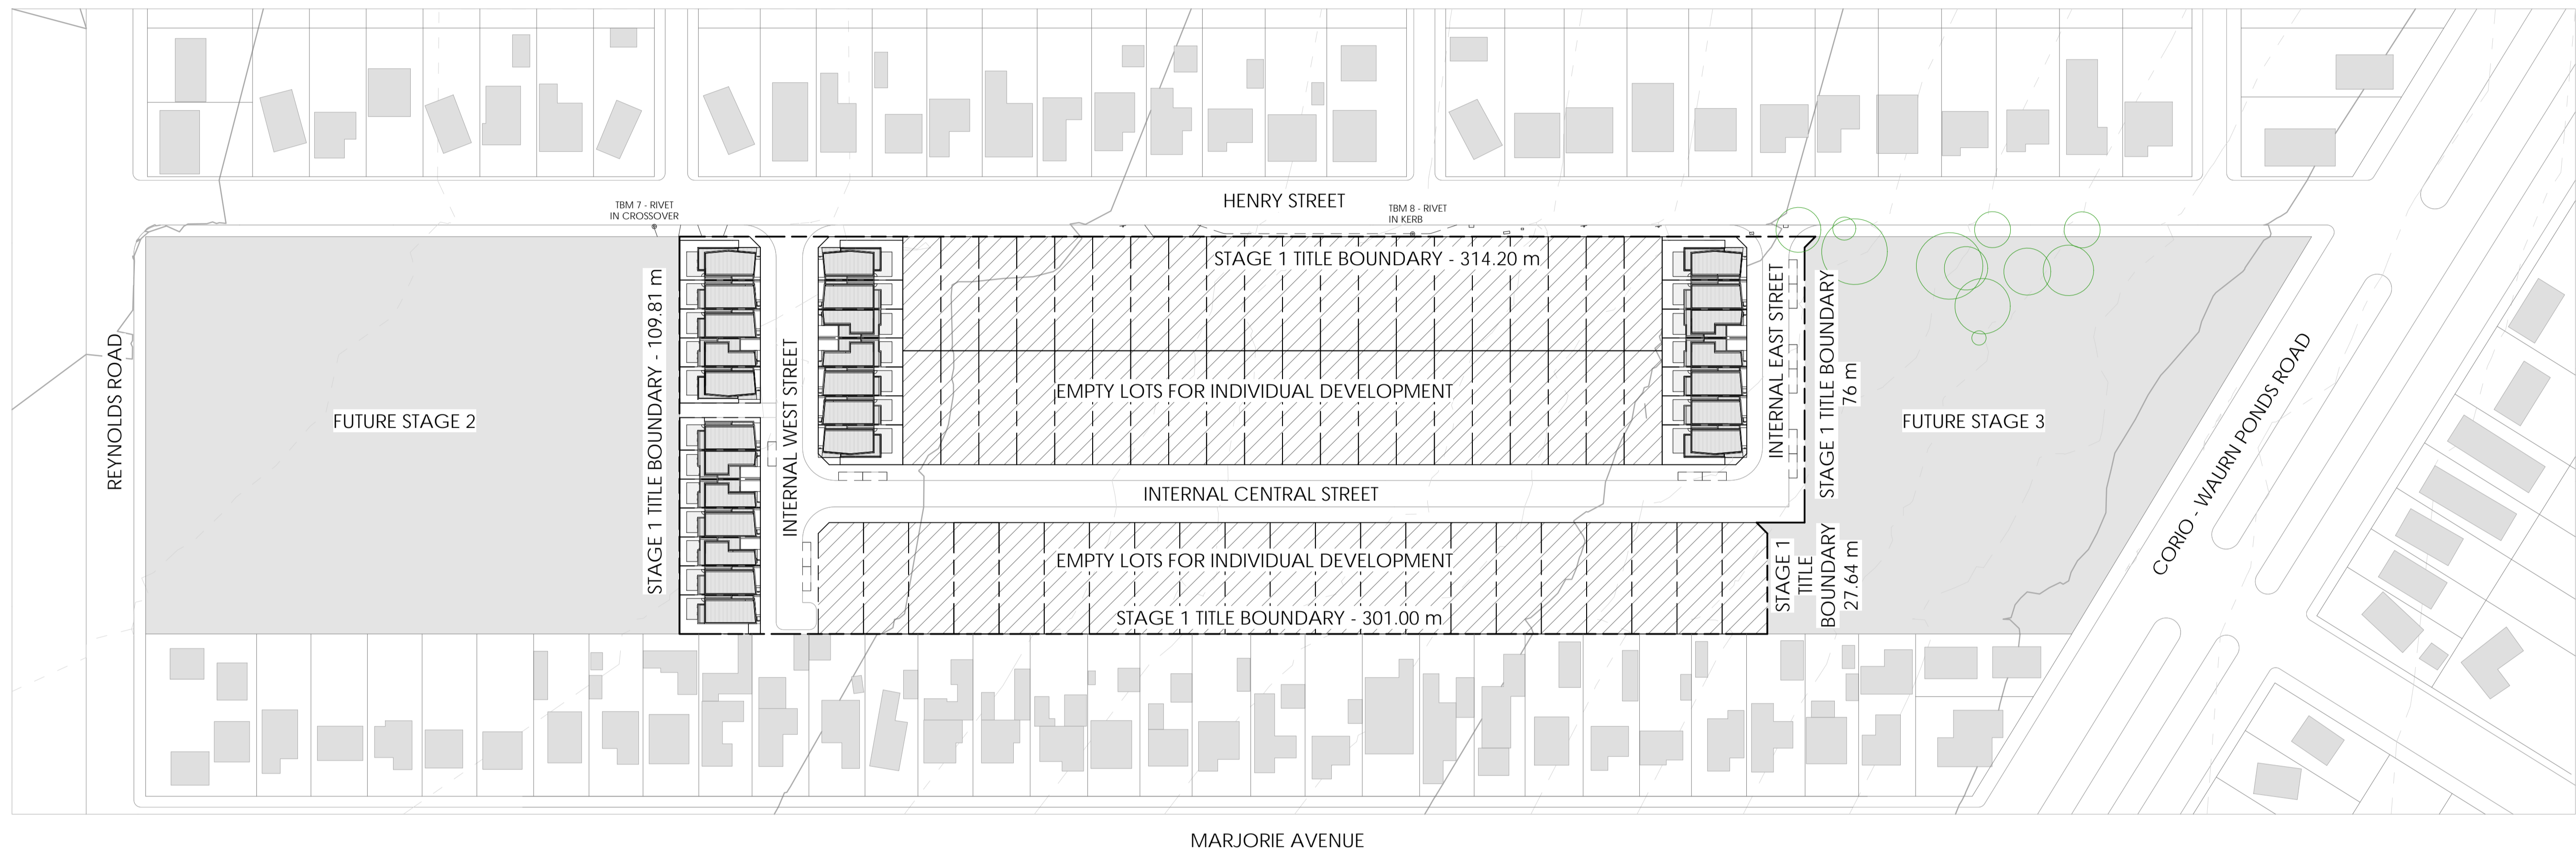 HENRY STREET
TBM 7 - RIVET
IN CROSSOVER
TBM 8 - RIVET
IN KERB
STAGE 1 TITLE BOUNDARY - 314.20 m
REYNOLDS ROAD
FUTURE STAGE 2
STAGE 1 TITLE BOUNDARY - 109.81 m
INTERNAL WEST STREET
EMPTY LOTS FOR INDIVIDUAL DEVELOPMENT
INTERNAL EAST STREET
STAGE 1 TITLE BOUNDARY
76 m
FUTURE STAGE 3
CORIO - WAURN PONDS ROAD
INTERNAL CENTRAL STREET
EMPTY LOTS FOR INDIVIDUAL DEVELOPMENT
STAGE 1 TITLE BOUNDARY - 301.00 m
STAGE 1
TITLE
BOUNDARY
27.64 m
MARJORIE AVENUE